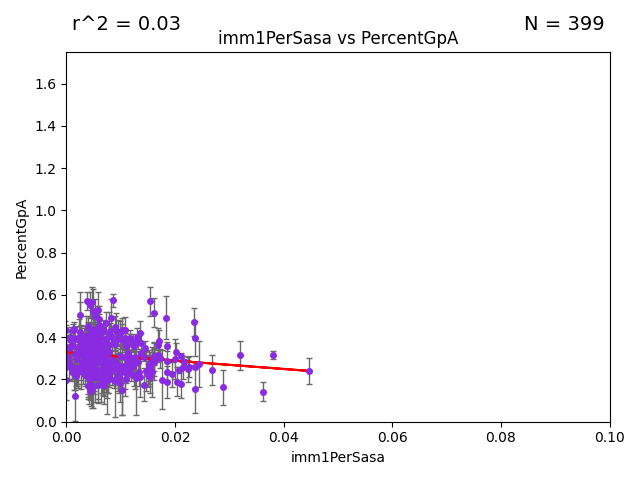 r^2 = 0.03
N = 399
imm1PerSasa vs PercentGpA
PercentGpA
1.6
1.4
1.2
1.0
0.8
0.6
0.4
0.2
0.0
0.00 0.02 0.04 0.06 0.08 0.10
imm1PerSasa